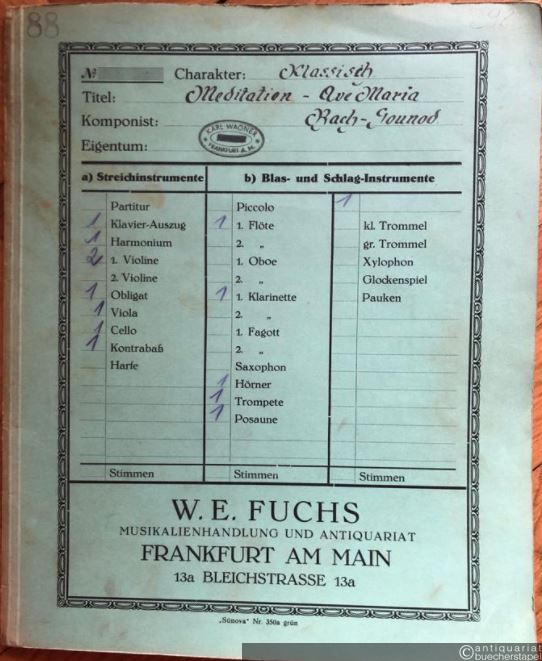 88
№ Charakter: Klassisch
Titel: Meditation - Ave Maria
Komponist: Bach-Gounod
Eigentum: KARL WAGNER FRANKFURT A. M.
a) Streichinstrumente b) Blas- und Schlag-Instrumente
Partitur
1 Klavier-Auszug
1 Harmonium
2 1. Violine
2. Violine
1 Obligat
1 Viola
1 Cello
1 Kontrabaß
Harfe
Stimmen
Piccolo
1 1. Flöte
2. „
1. Oboe
2. „
1 1. Klarinette
2. „
1. Fagott
2. „
Saxophon
1 Hörner
1 Trompete
1 Posaune
Stimmen
1
kl. Trommel
gr. Trommel
Xylophon
Glockenspiel
Pauken
Stimmen
W. E. FUCHS
MUSIKALIENHANDLUNG UND ANTIQUARIAT
FRANKFURT AM MAIN
13a BLEICHSTRASSE 13a
„Sünova" Nr. 350a grün
©antiquariat
buecherstapel